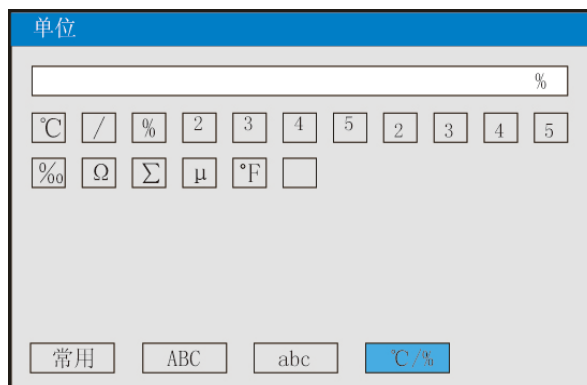 单位
%
℃ / % ² ³ ⁴ ⁵ ₂ ₃ ₄ ₅
‰ Ω Σ μ ℉
常用 ABC abc ℃/‰